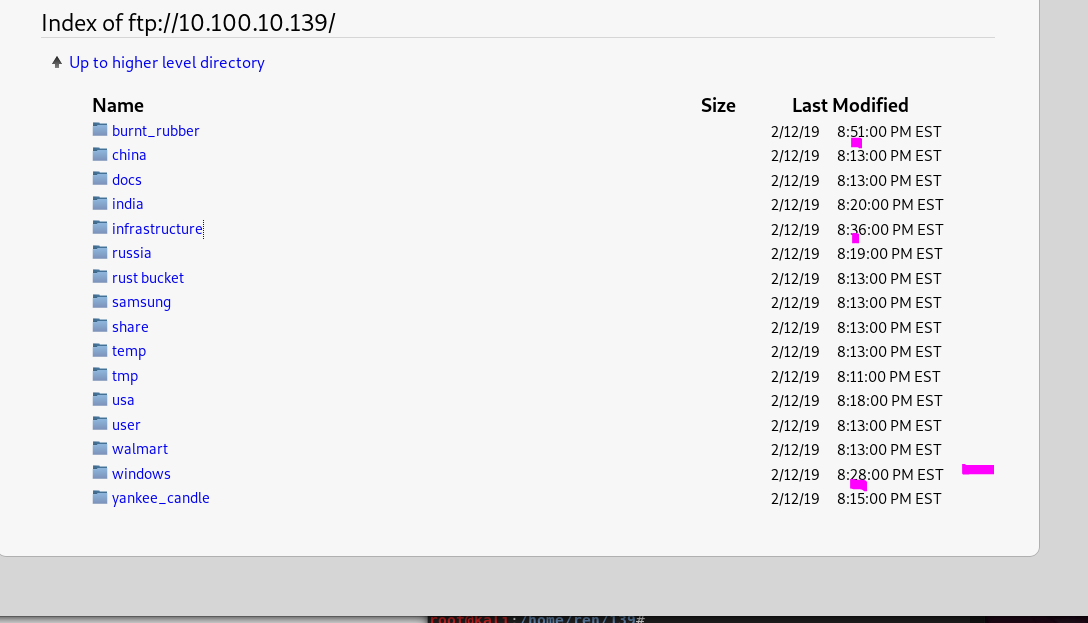 Index of ftp://10.100.10.139/
Up to higher level directory
Name Size Last Modified
burnt_rubber 2/12/19 8:51:00 PM EST
china 2/12/19 8:13:00 PM EST
docs 2/12/19 8:13:00 PM EST
india 2/12/19 8:20:00 PM EST
infrastructure 2/12/19 8:36:00 PM EST
russia 2/12/19 8:19:00 PM EST
rust bucket 2/12/19 8:13:00 PM EST
samsung 2/12/19 8:13:00 PM EST
share 2/12/19 8:13:00 PM EST
temp 2/12/19 8:13:00 PM EST
tmp 2/12/19 8:11:00 PM EST
usa 2/12/19 8:18:00 PM EST
user 2/12/19 8:13:00 PM EST
walmart 2/12/19 8:13:00 PM EST
windows 2/12/19 8:28:00 PM EST
yankee_candle 2/12/19 8:15:00 PM EST
root@kali:/home/ren/139#